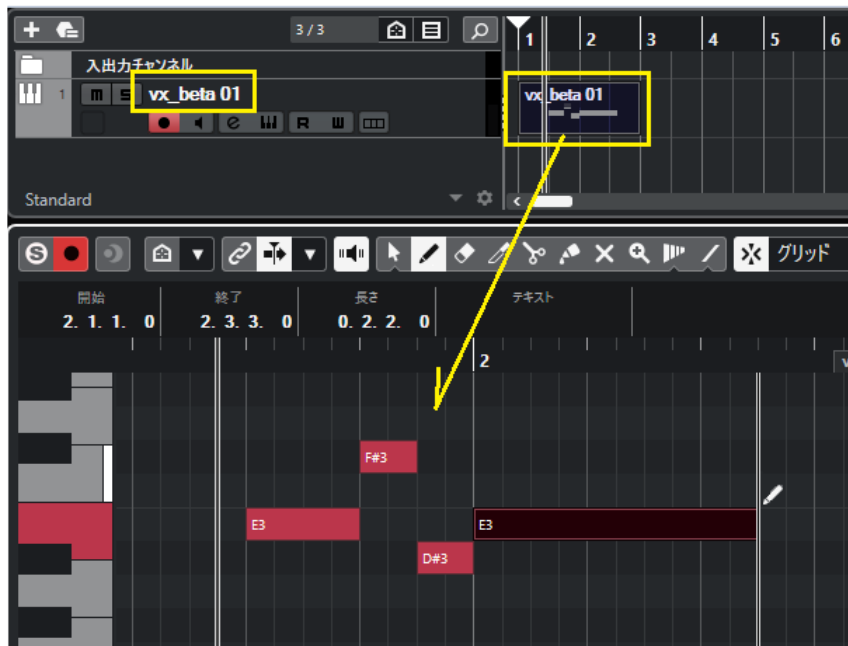 3 / 3
1 2 3 4 5 6
入出力チャンネル
1 m S vx_beta 01
vx_beta 01
e R W
Standard
S グリッド
開始 終了 長さ テキスト
2. 1. 1. 0 2. 3. 3. 0 0. 2. 2. 0
2
F#3
E3 E3
D#3